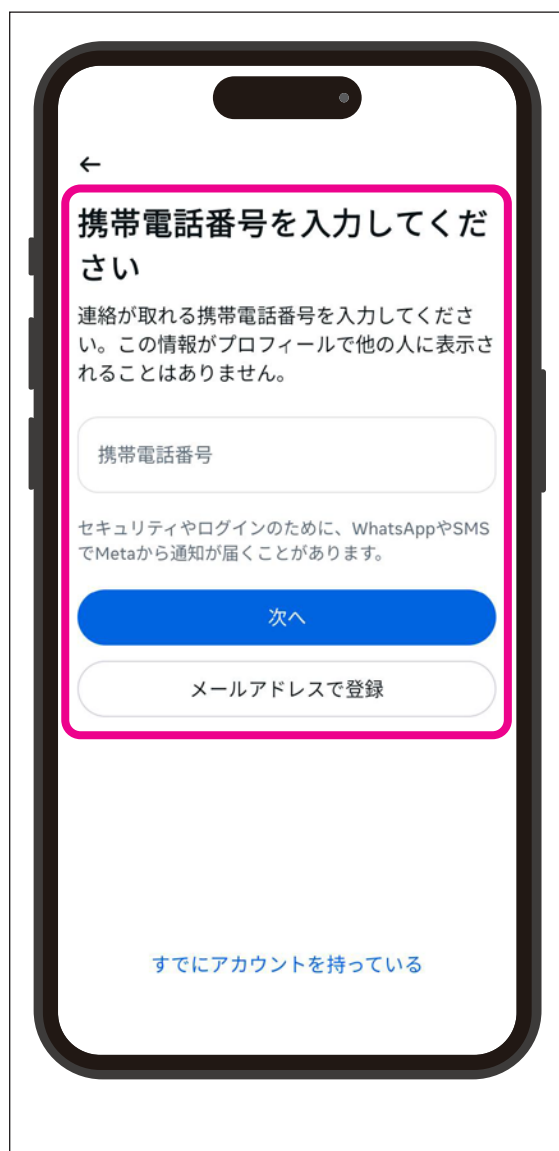 携帯電話番号を入力してくだ
さい
連絡が取れる携帯電話番号を入力してくださ
い。この情報がプロフィールで他の人に表示さ
れることはありません。
携帯電話番号
セキュリティやログインのために、WhatsAppやSMS
でMetaから通知が届くことがあります。
次へ
メールアドレスで登録
すでにアカウントを持っている